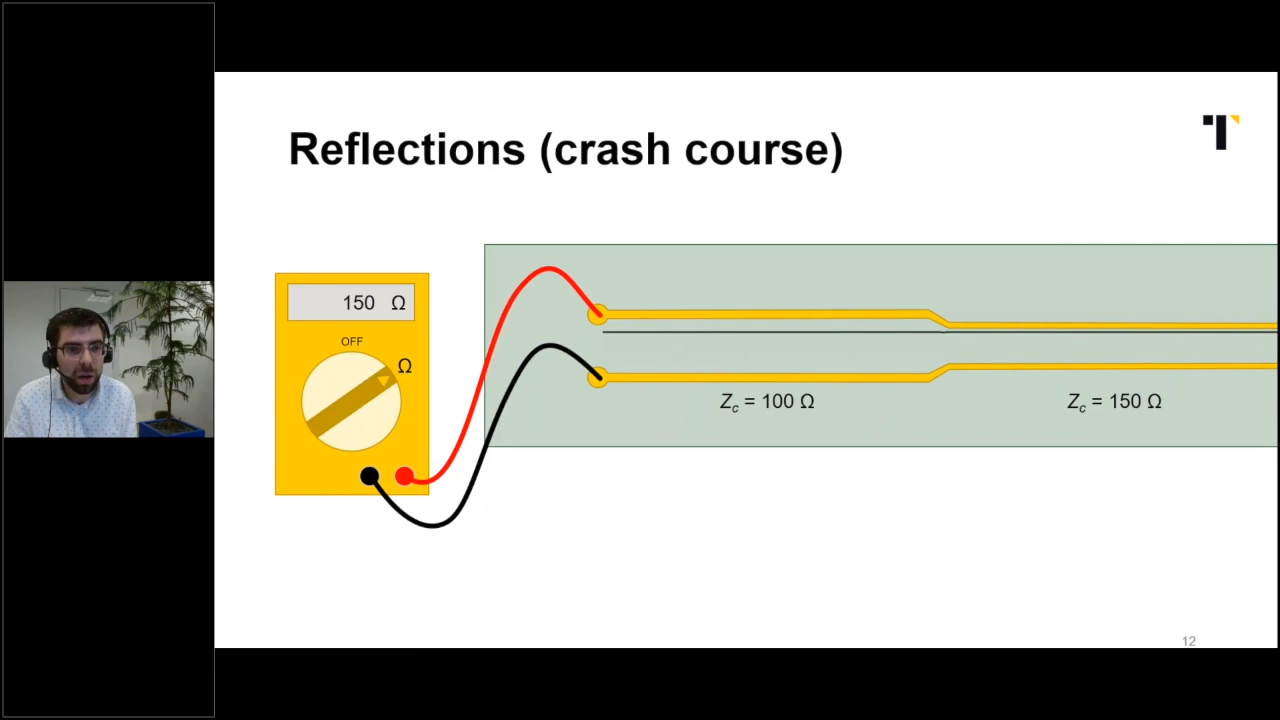 Reflections (crash course)
150 Ω
OFF
Ω
Zc = 100 Ω
Zc = 150 Ω
12